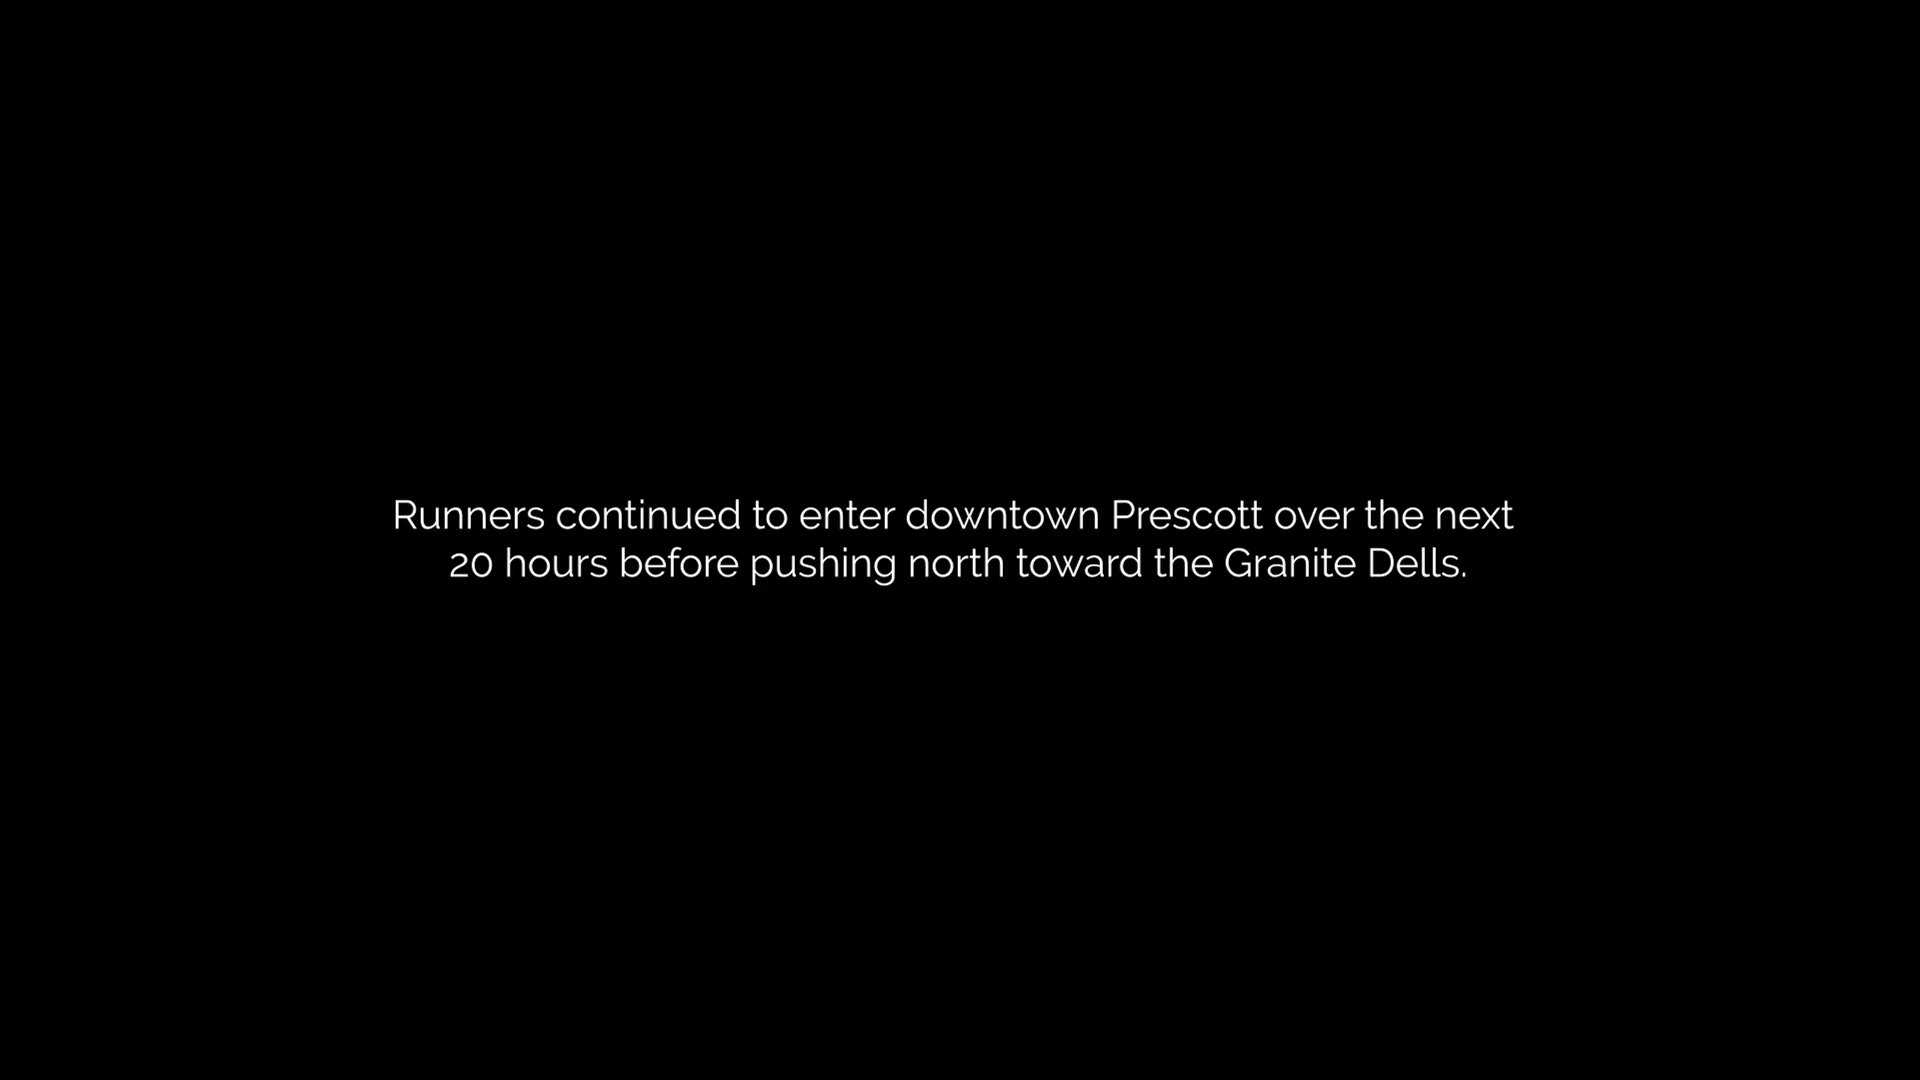 Runners continued to enter downtown Prescott over the next
20 hours before pushing north toward the Granite Dells.